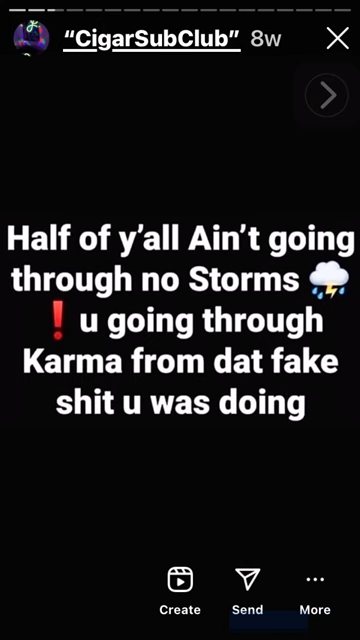 “CigarSubClub” 8w
Half of y’all Ain’t going
through no Storms ⛈️
❗u going through
Karma from dat fake
shit u was doing
Create Send More